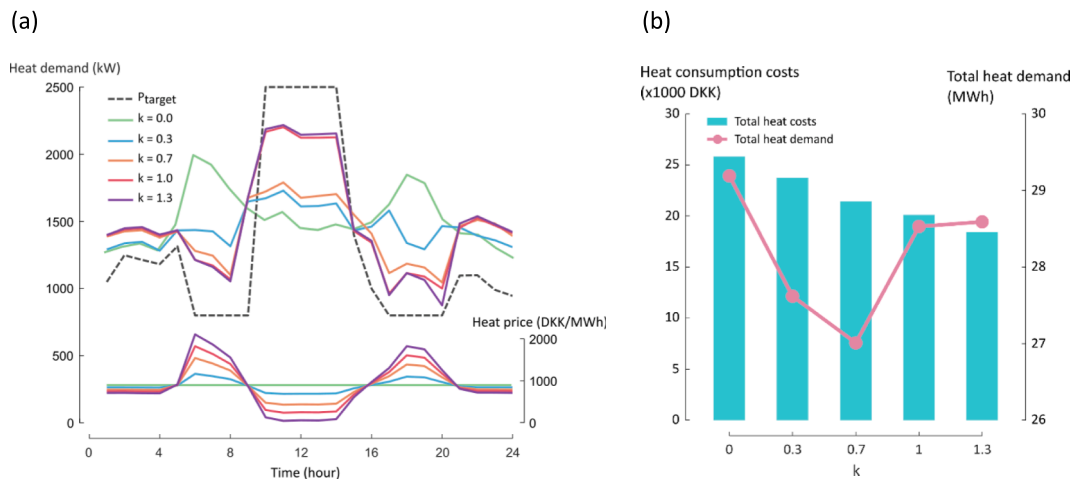 (a)
Heat demand (kW)
2500
2000
1500
1000
500
0
Ptarget
k = 0.0
k = 0.3
k = 0.7
k = 1.0
k = 1.3
Heat price (DKK/MWh)
2000
1000
0
0
4
8
12
16
20
24
Time (hour)
(b)
Heat consumption costs
(x1000 DKK)
Total heat demand
(MWh)
30
25
20
15
10
5
0
Total heat costs
Total heat demand
30
29
28
27
26
0
0.3
0.7
1
1.3
k